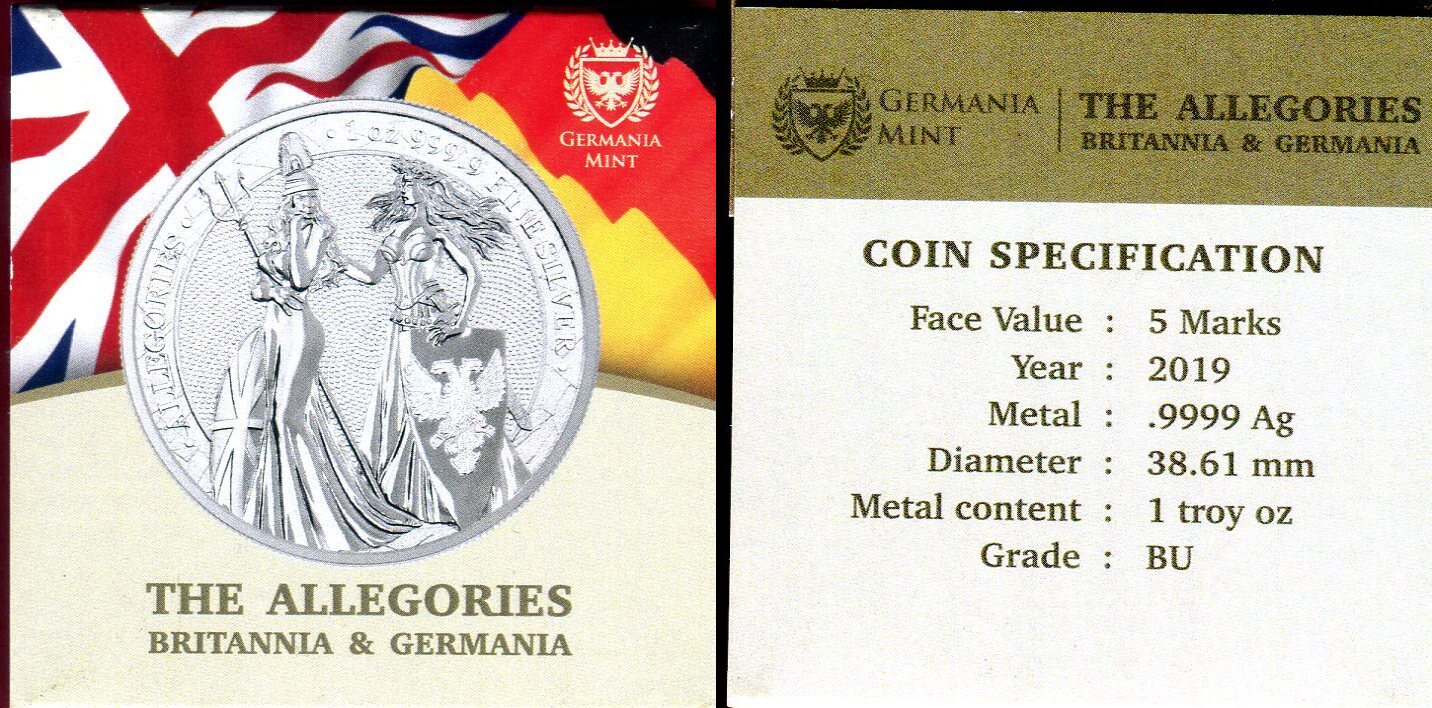 GERMANIA
MINT
ALLEGORIES · 1 oz 999/9 FINE SILVER
THE ALLEGORIES
BRITANNIA & GERMANIA
GERMANIA
MINT
THE ALLEGORIES
BRITANNIA & GERMANIA
COIN SPECIFICATION
Face Value : 5 Marks
Year : 2019
Metal : .9999 Ag
Diameter : 38.61 mm
Metal content : 1 troy oz
Grade : BU